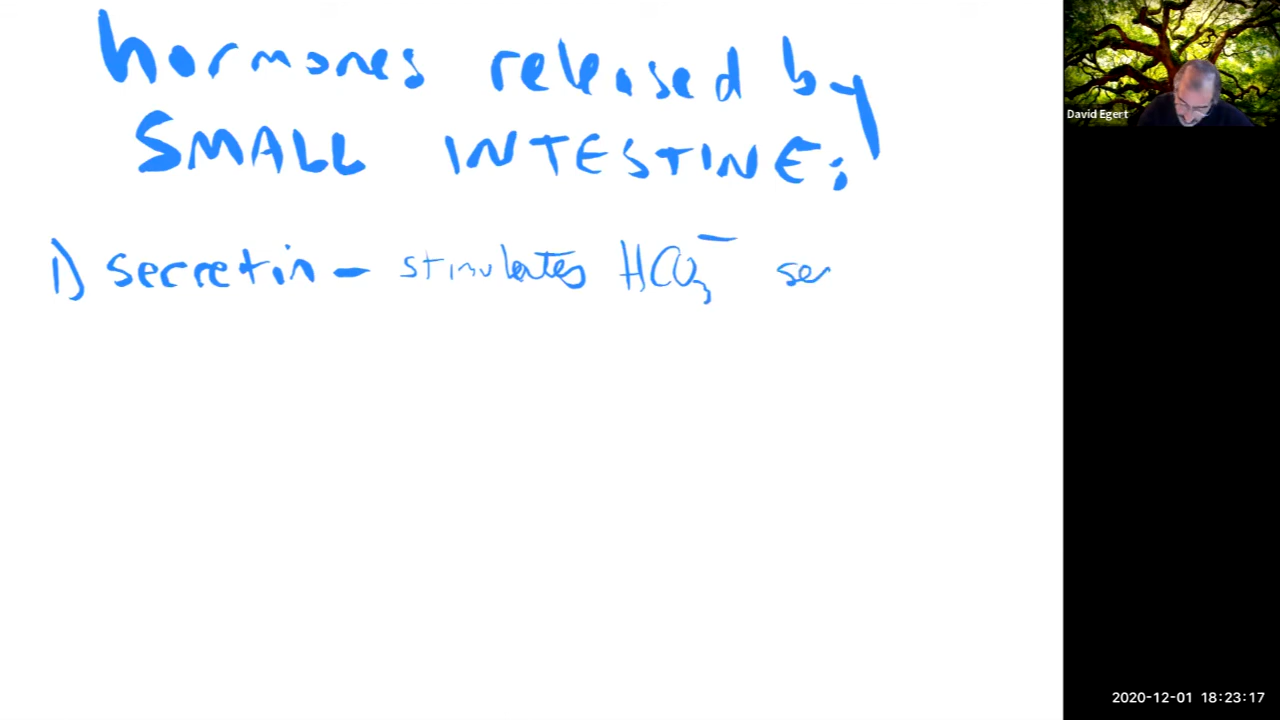 hormones released by
SMALL INTESTINE:
1) secretin - stimulates HCO₃⁻ se
David Egert
2020-12-01 18:23:17